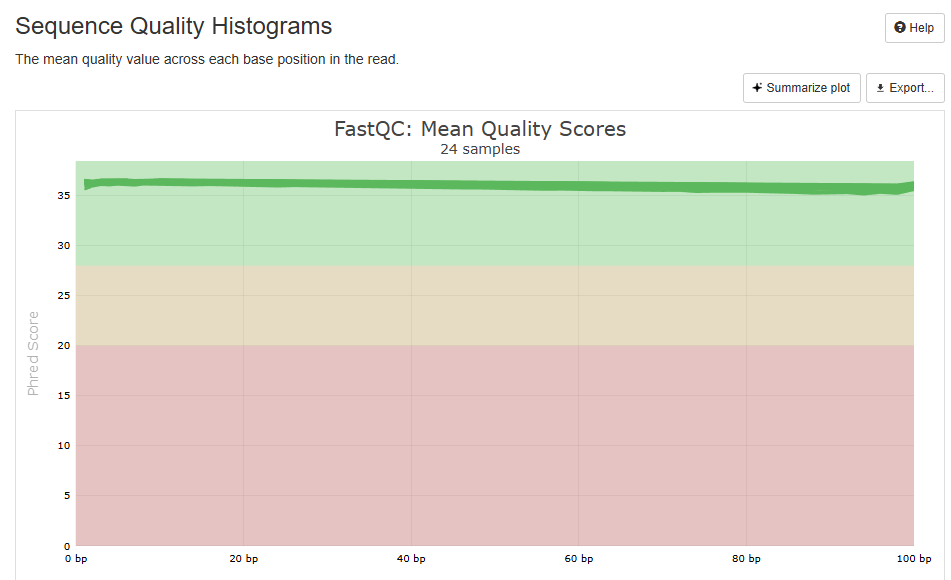 Sequence Quality Histograms
Help
The mean quality value across each base position in the read.
Summarize plot
Export...
FastQC: Mean Quality Scores
24 samples
Phred Score
35
30
25
20
15
10
5
0
0 bp
20 bp
40 bp
60 bp
80 bp
100 bp